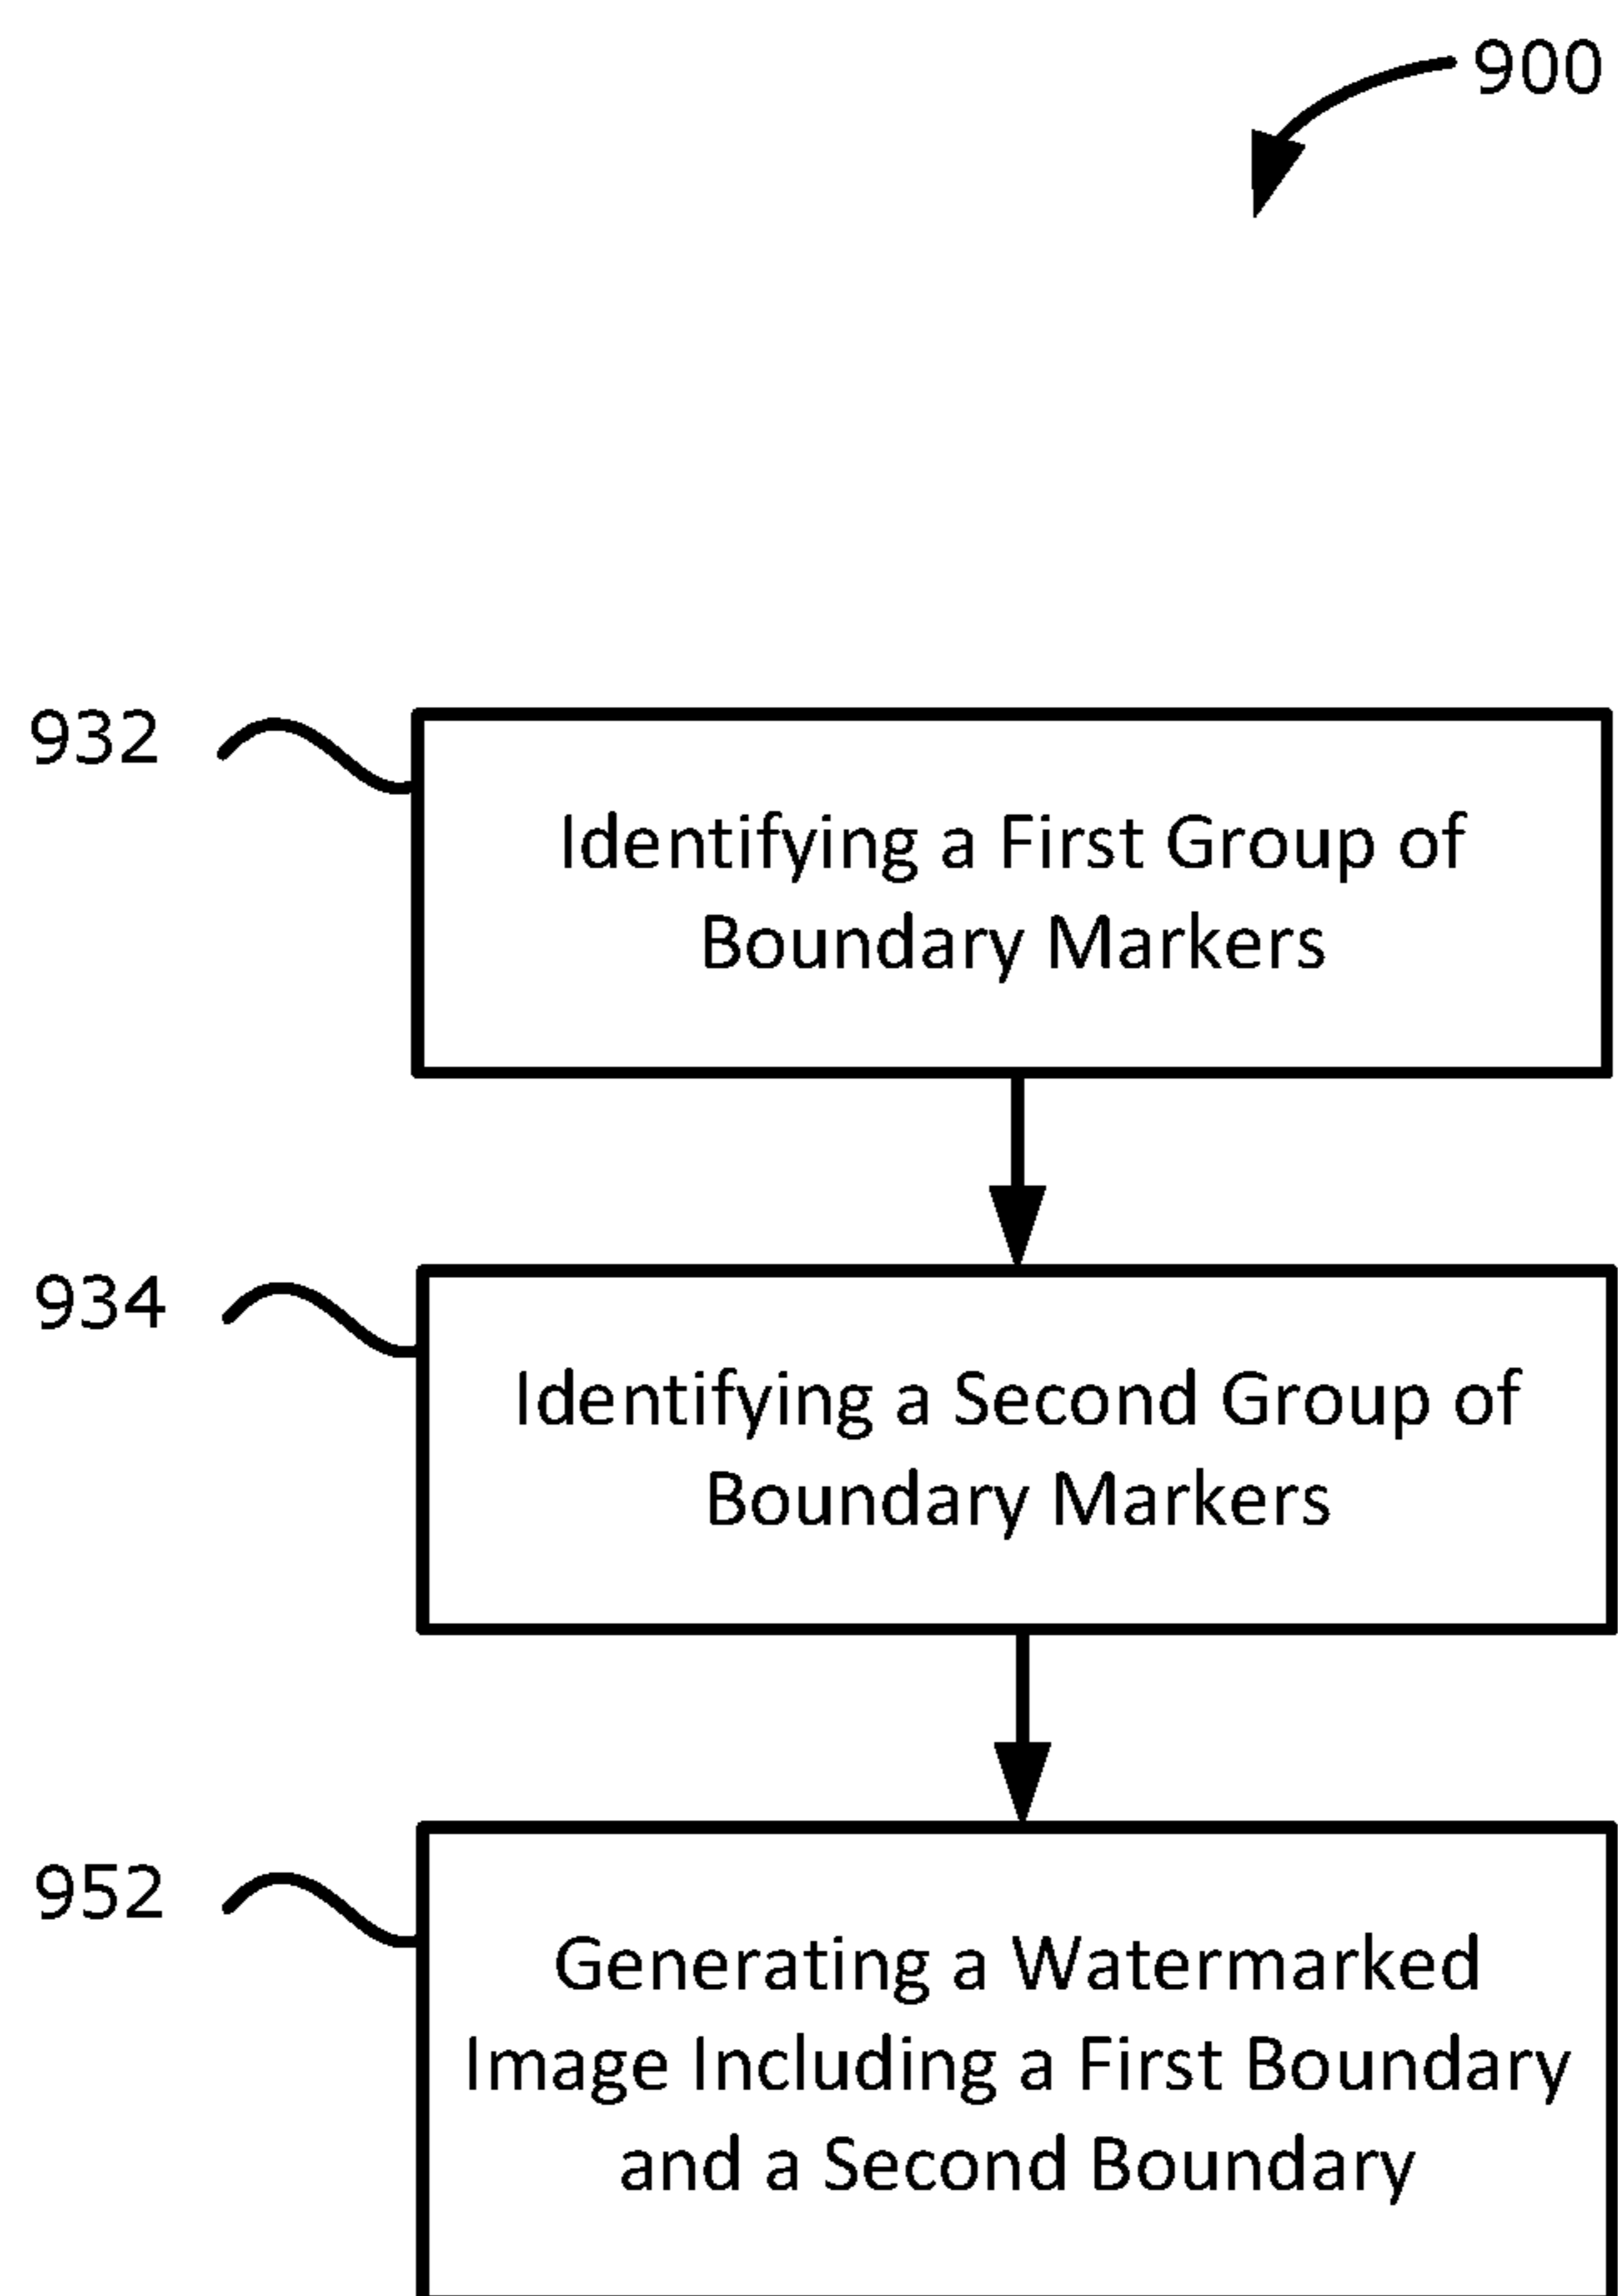 900
932
Identifying a First Group of
Boundary Markers
934
Identifying a Second Group of
Boundary Markers
952
Generating a Watermarked
Image Including a First Boundary
and a Second Boundary